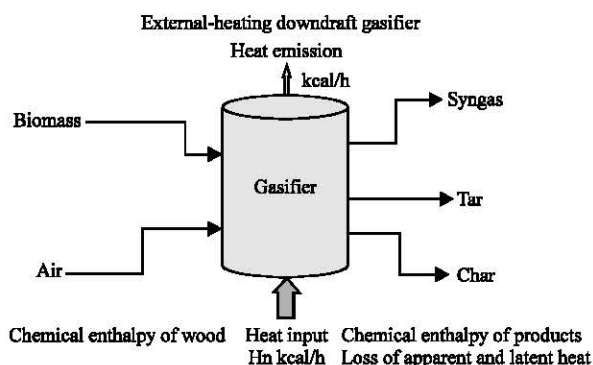 External-heating downdraft gasifier
Heat emission
kcal/h
Syngas
Biomass
Gasifier
Tar
Air
Char
Chemical enthalpy of wood
Heat input
Hn kcal/h
Chemical enthalpy of products
Loss of apparent and latent heat